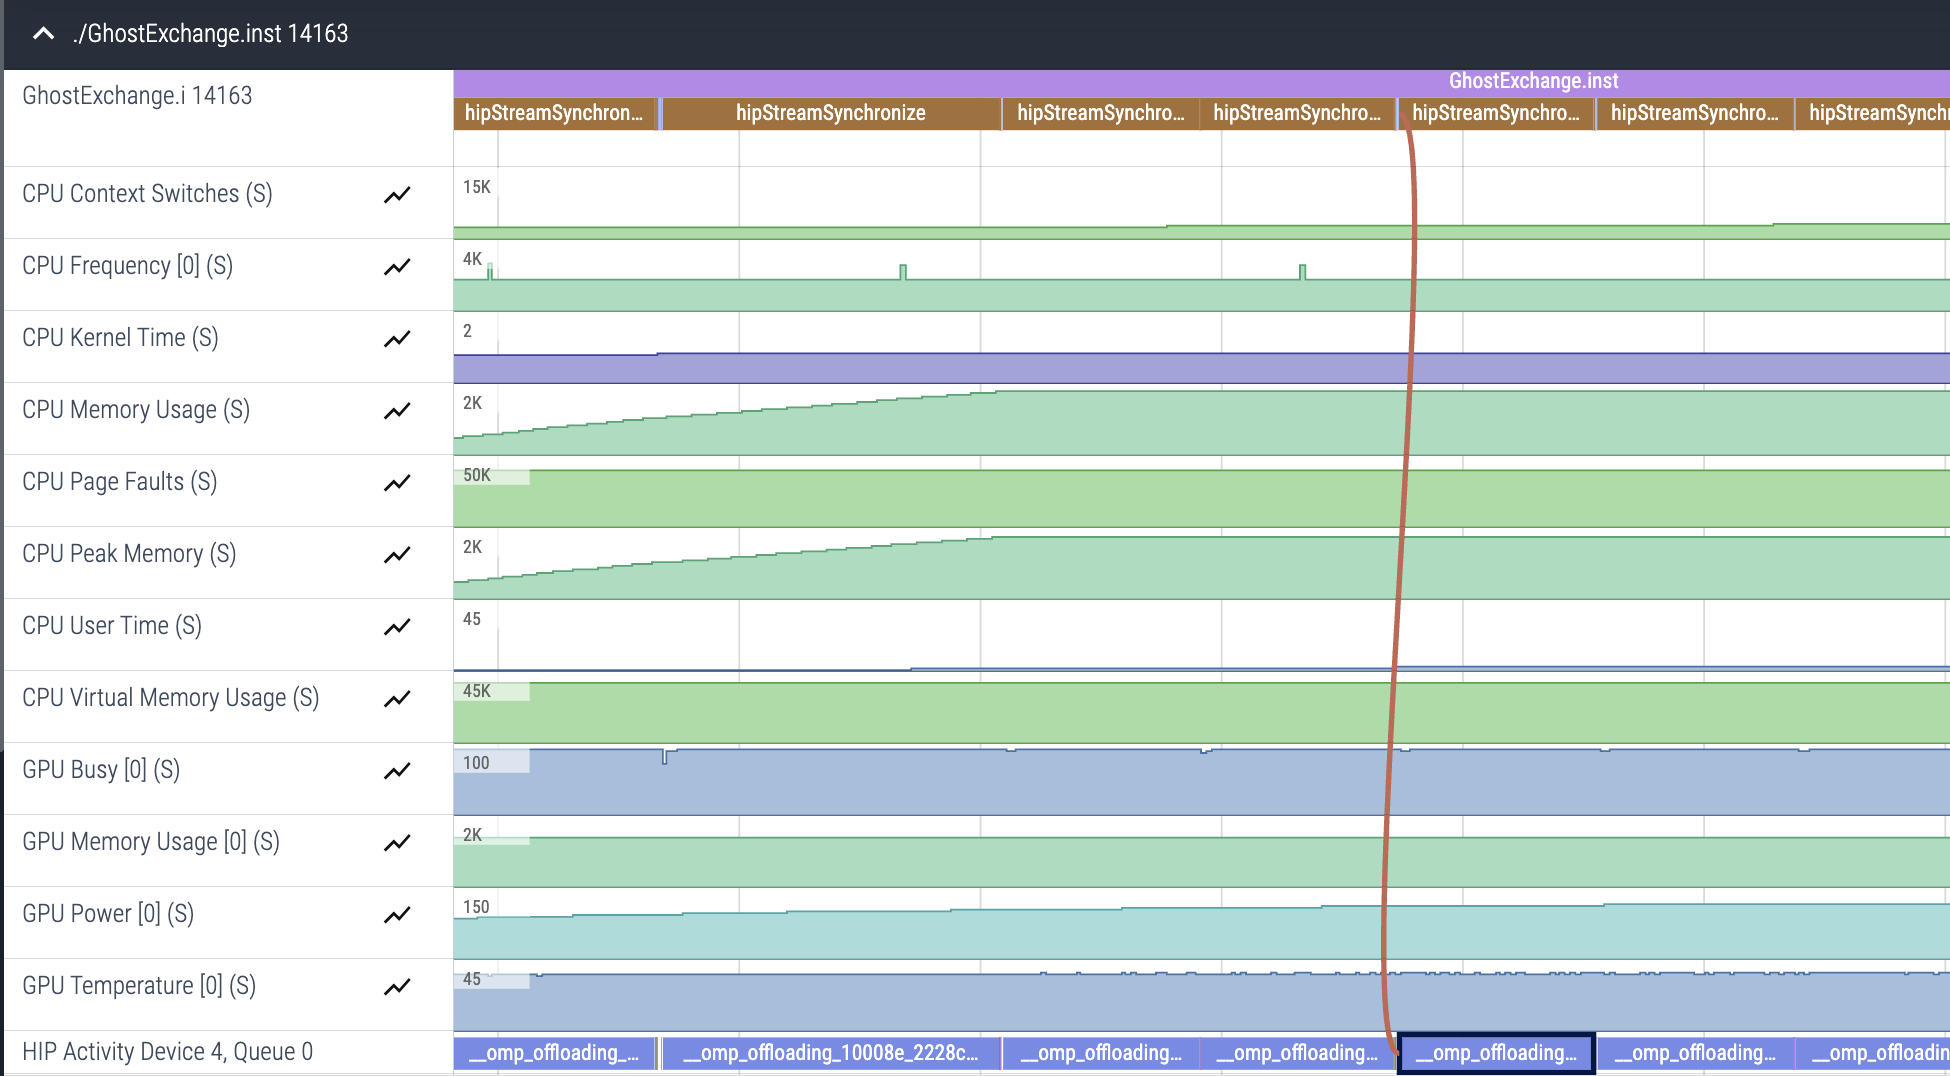 ./GhostExchange.inst 14163
GhostExchange.i 14163
GhostExchange.inst
hipStreamSynchron... hipStreamSynchronize hipStreamSynchro... hipStreamSynchro... hipStreamSynchro... hipStreamSynchro... hipStreamSynchr
CPU Context Switches (S) 15K
CPU Frequency [0] (S) 4K
CPU Kernel Time (S) 2
CPU Memory Usage (S) 2K
CPU Page Faults (S) 50K
CPU Peak Memory (S) 2K
CPU User Time (S) 45
CPU Virtual Memory Usage (S) 45K
GPU Busy [0] (S) 100
GPU Memory Usage [0] (S) 2K
GPU Power [0] (S) 150
GPU Temperature [0] (S) 45
HIP Activity Device 4, Queue 0 __omp_offloading_... __omp_offloading_10008e_2228c... __omp_offloading... __omp_offloading... __omp_offloading... __omp_offloading... __omp_offloadin